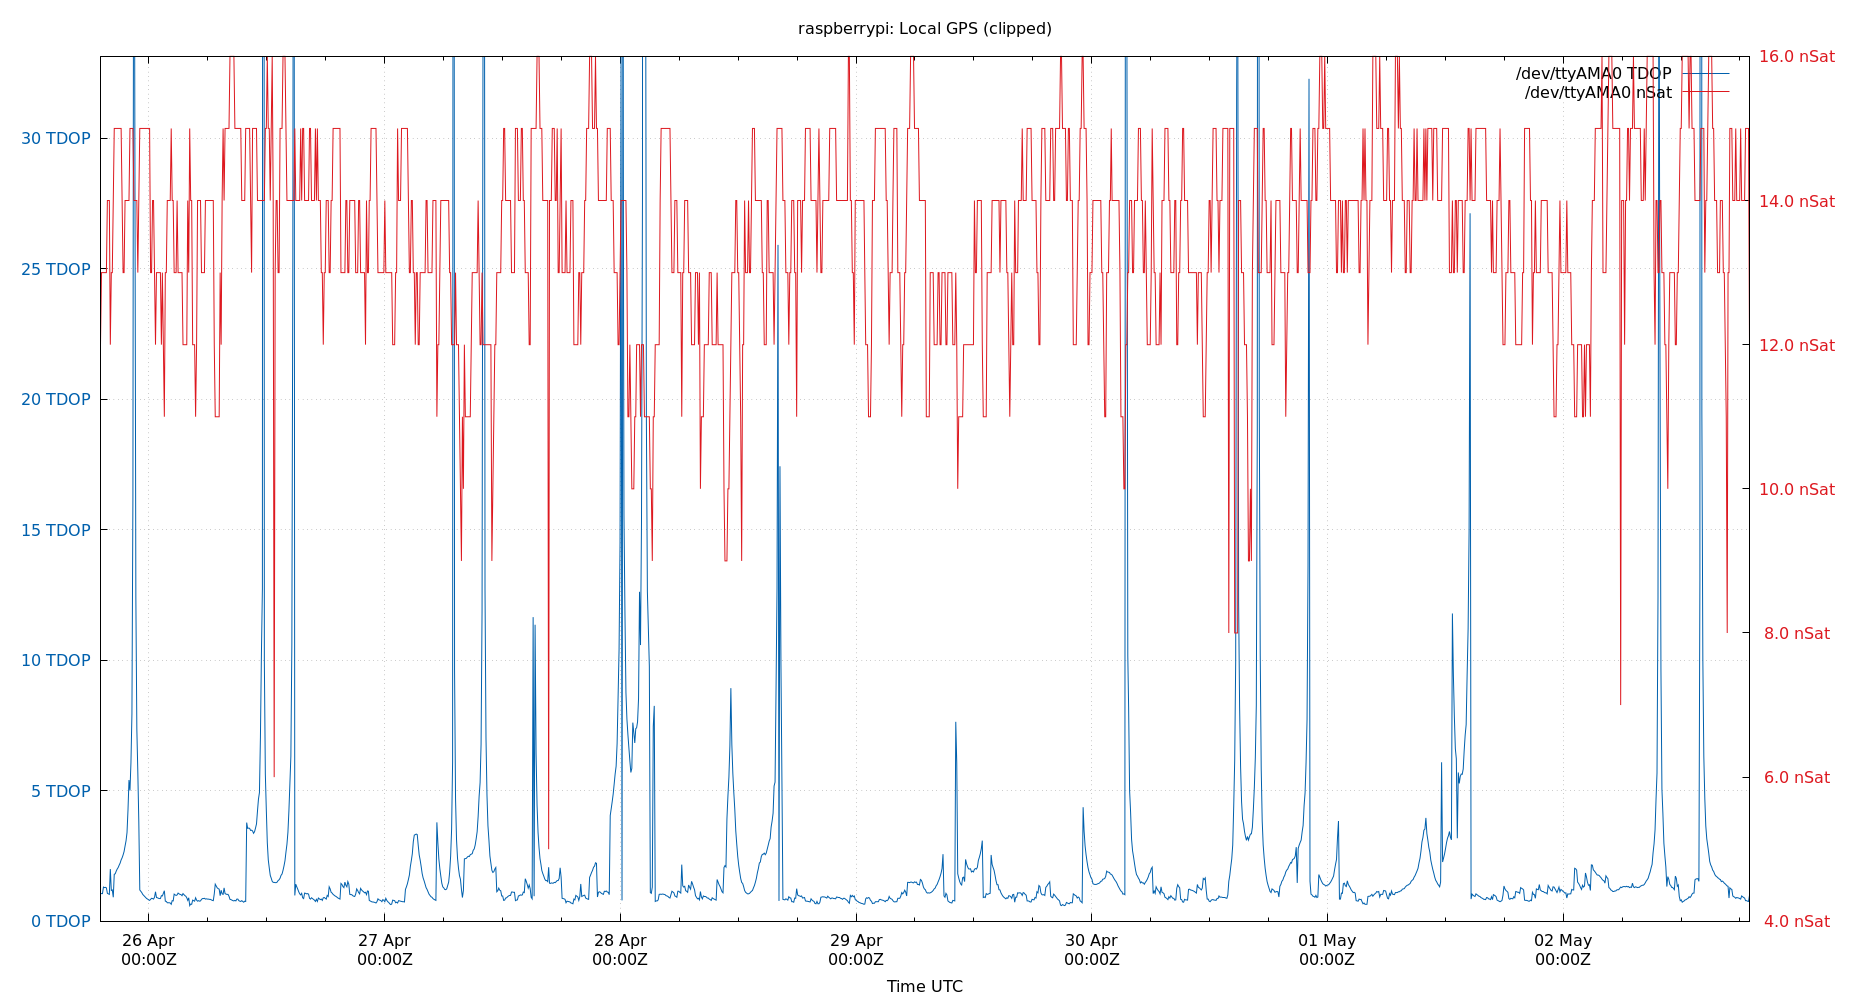 raspberrypi: Local GPS (clipped)
/dev/ttyAMA0 TDOP
/dev/ttyAMA0 nSat
30 TDOP
25 TDOP
20 TDOP
15 TDOP
10 TDOP
5 TDOP
0 TDOP
16.0 nSat
14.0 nSat
12.0 nSat
10.0 nSat
8.0 nSat
6.0 nSat
4.0 nSat
26 Apr
00:00Z
27 Apr
00:00Z
28 Apr
00:00Z
29 Apr
00:00Z
30 Apr
00:00Z
01 May
00:00Z
02 May
00:00Z
Time UTC